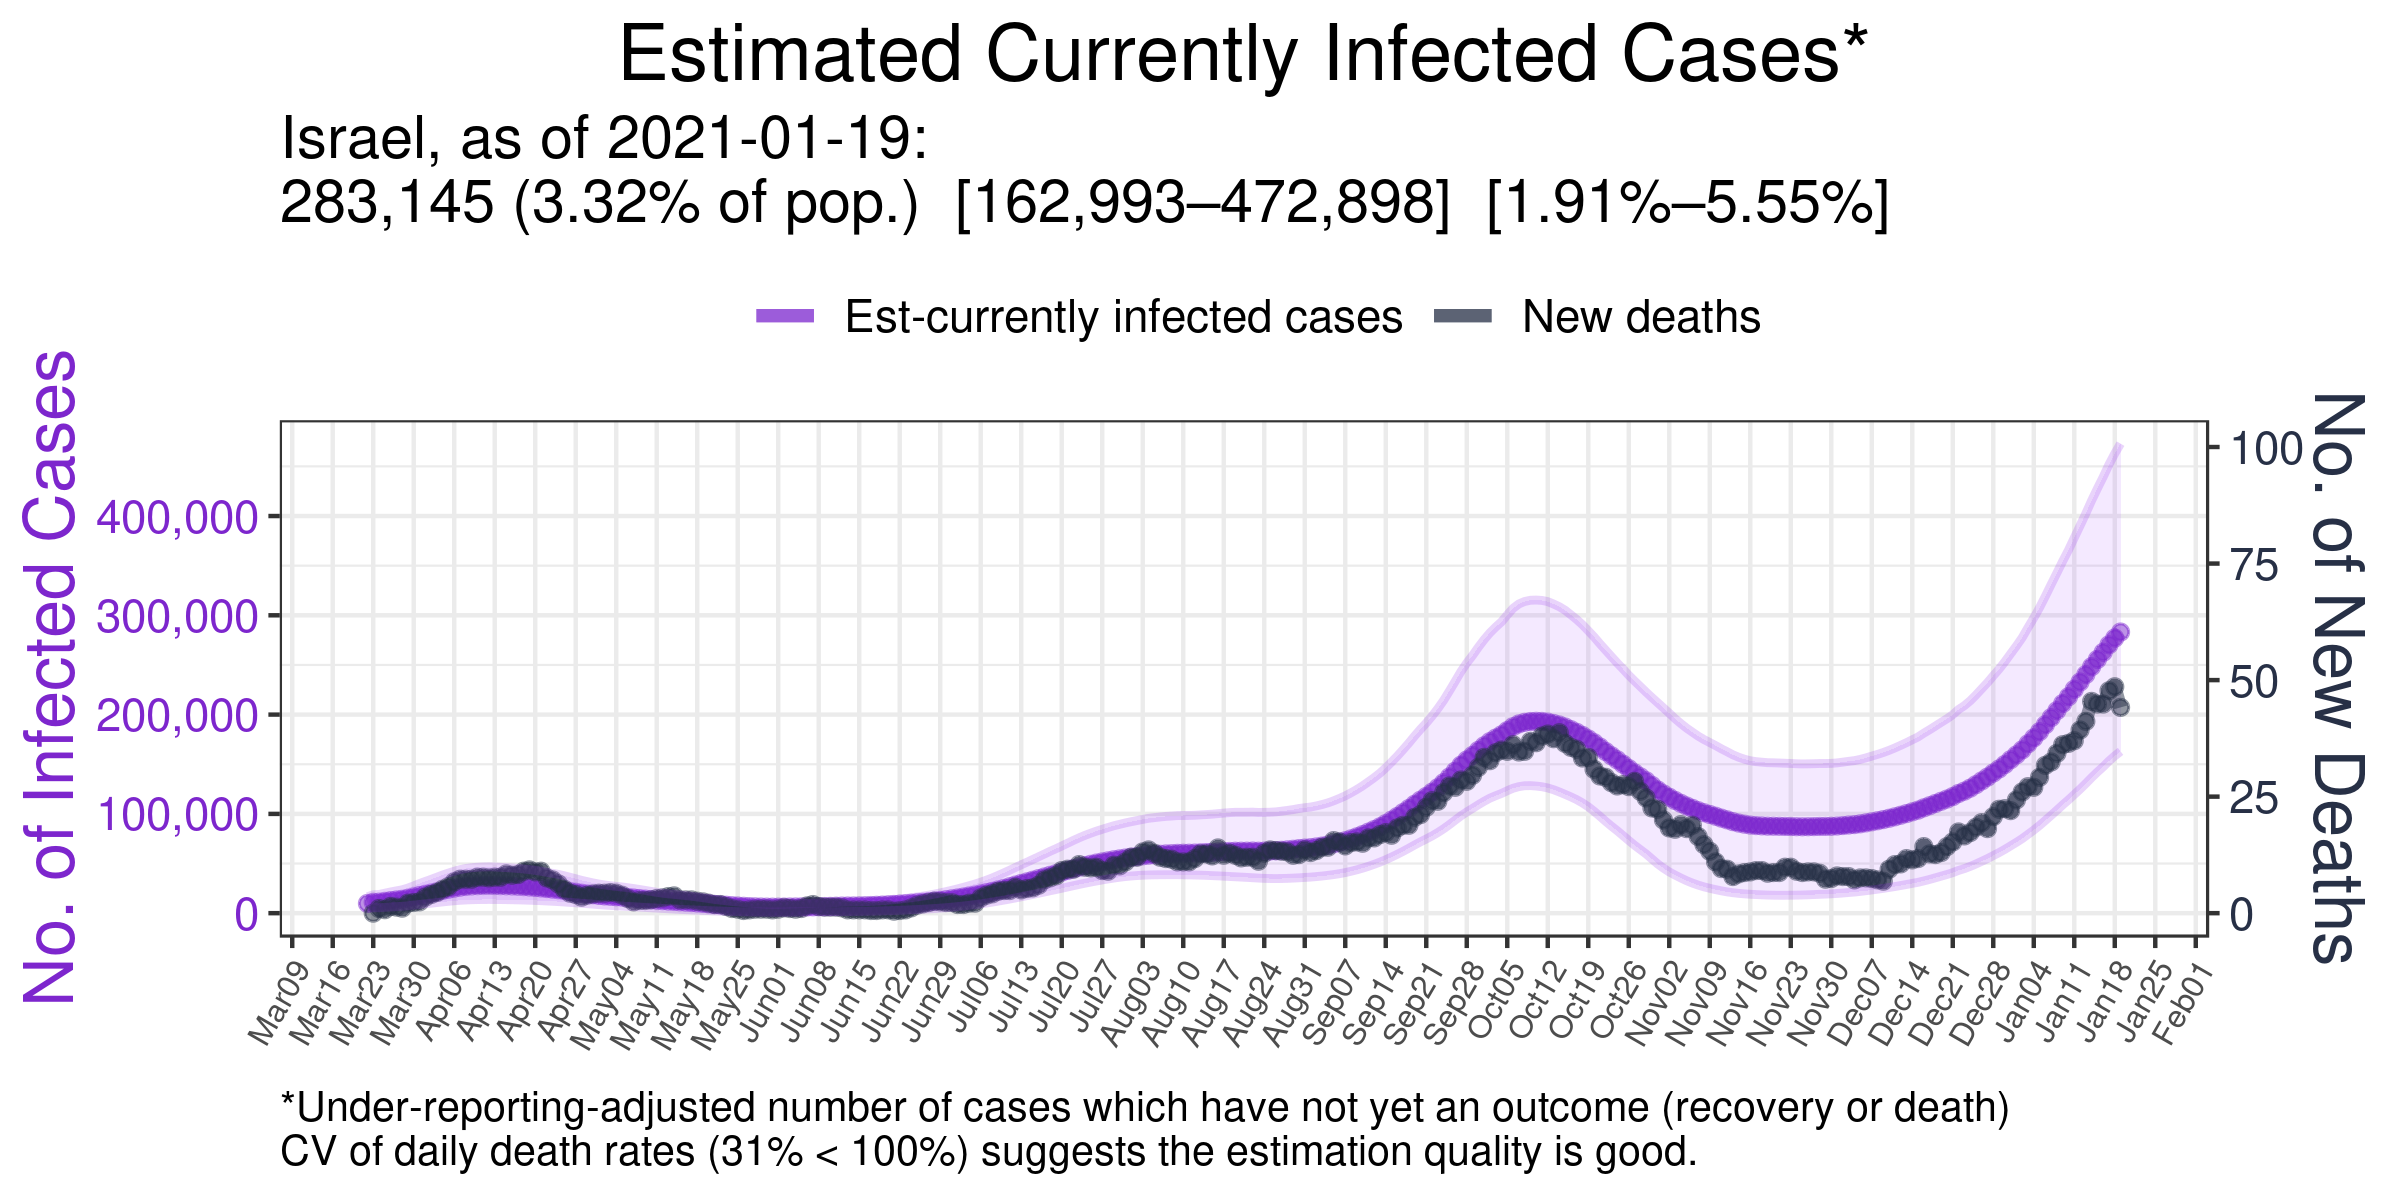 Estimated Currently Infected Cases*
Israel, as of 2021-01-19:
283,145 (3.32% of pop.)  [162,993–472,898]  [1.91%–5.55%]
Est-currently infected cases
New deaths
No. of Infected Cases
400,000
300,000
200,000
100,000
0
100
75
50
25
0
No. of New Deaths
Mar09
Mar16
Mar23
Mar30
Apr06
Apr13
Apr20
Apr27
May04
May11
May18
May25
Jun01
Jun08
Jun15
Jun22
Jun29
Jul06
Jul13
Jul20
Jul27
Aug03
Aug10
Aug17
Aug24
Aug31
Sep07
Sep14
Sep21
Sep28
Oct05
Oct12
Oct19
Oct26
Nov02
Nov09
Nov16
Nov23
Nov30
Dec07
Dec14
Dec21
Dec28
Jan04
Jan11
Jan18
Jan25
Feb01
*Under-reporting-adjusted number of cases which have not yet an outcome (recovery or death)
CV of daily death rates (31% < 100%) suggests the estimation quality is good.